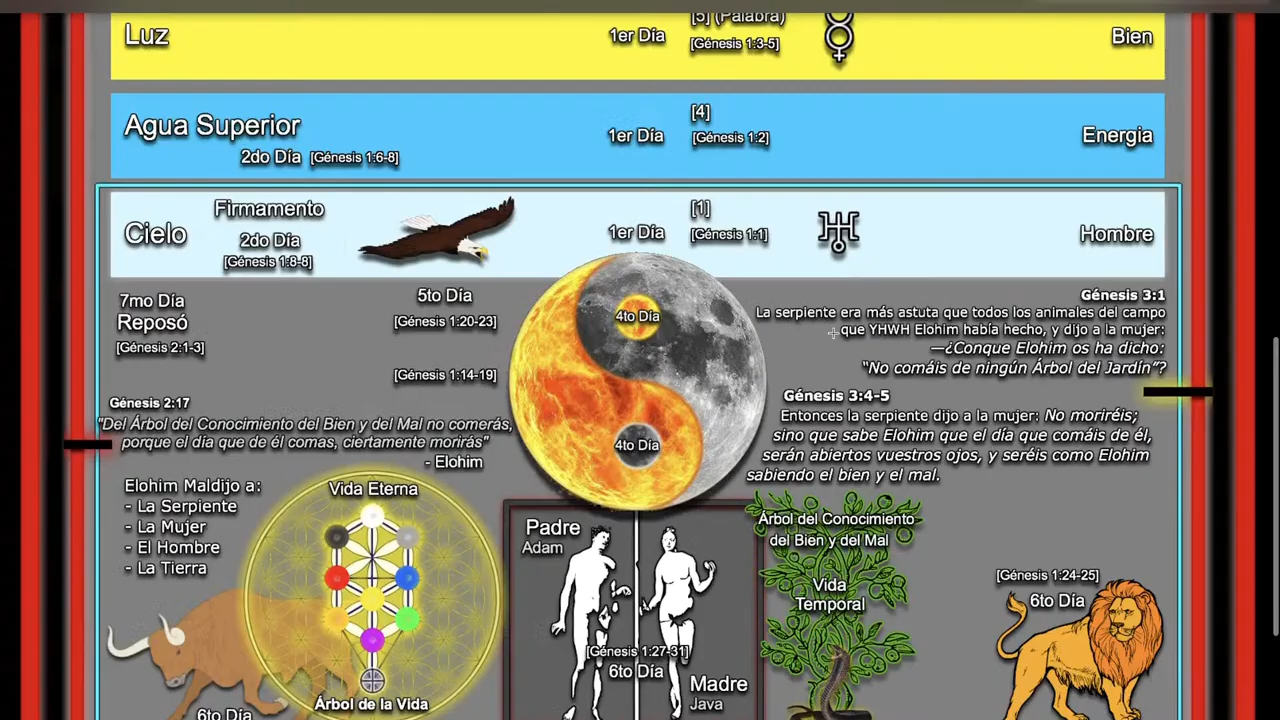 Luz
1er Día
[5] (Palabra)
[Génesis 1:3-5]
Bien
Agua Superior
2do Día [Génesis 1:6-8]
1er Día
[4]
[Génesis 1:2]
Energia
Cielo
Firmamento
2do Día
[Génesis 1:8-8]
1er Día
[1]
[Génesis 1:1]
Hombre
7mo Día
Reposó
[Génesis 2:1-3]
5to Día
[Génesis 1:20-23]
[Génesis 1:14-19]
4to Día
4to Día
Génesis 3:1
La serpiente era más astuta que todos los animales del campo
que YHWH Elohim había hecho, y dijo a la mujer:
—¿Conque Elohim os ha dicho:
“No comáis de ningún Árbol del Jardín”?
Génesis 3:4-5
Entonces la serpiente dijo a la mujer: No moriréis;
sino que sabe Elohim que el día que comáis de él,
serán abiertos vuestros ojos, y seréis como Elohim
sabiendo el bien y el mal.
Génesis 2:17
"Del Árbol del Conocimiento del Bien y del Mal no comerás,
porque el día que de él comas, ciertamente morirás"
- Elohim
Elohim Maldijo a:
- La Serpiente
- La Mujer
- El Hombre
- La Tierra
6to Día
Vida Eterna
Árbol de la Vida
Padre
Adam
[Génesis 1:27-31]
6to Día
Madre
Java
Árbol del Conocimiento
del Bien y del Mal
Vida
Temporal
[Génesis 1:24-25]
6to Día